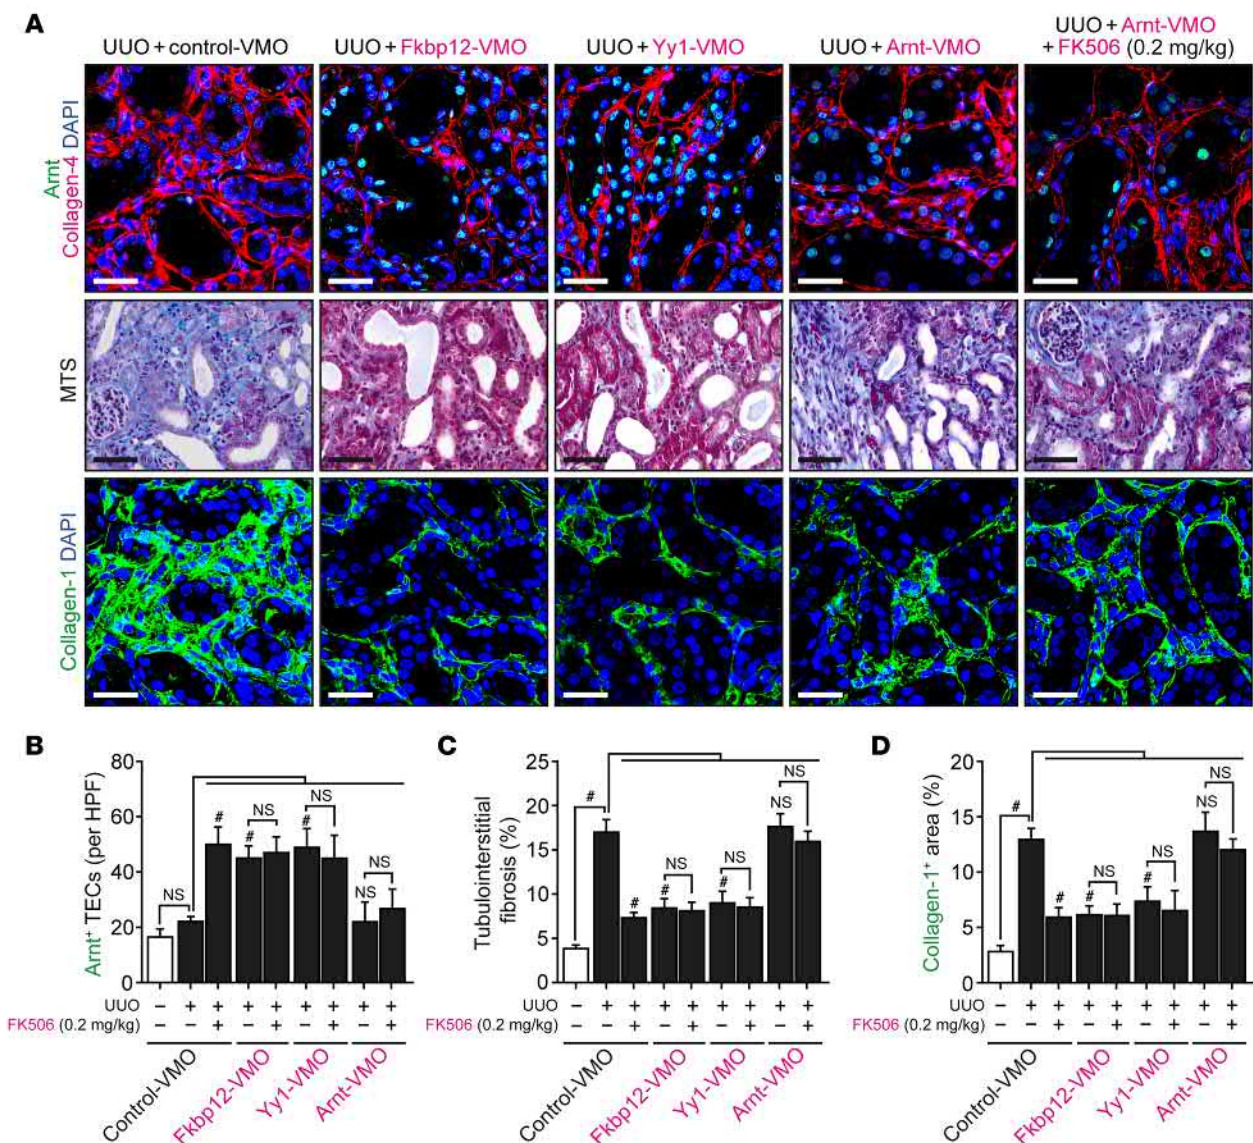 A
UUO + control-VMO
UUO + Fkbp12-VMO
UUO + Yy1-VMO
UUO + Arnt-VMO
UUO + Arnt-VMO
+ FK506 (0.2 mg/kg)
Arnt
Collagen-4 DAPI
MTS
Collagen-1 DAPI
B
Arnt⁺ TECs (per HPF)
80
60
40
20
0
NS
#
#
NS
#
NS
NS
NS
UUO
– + + + + + + +
FK506 (0.2 mg/kg)
– – + – + – + – +
Control-VMO
Fkbp12-VMO
Yy1-VMO
Arnt-VMO
C
Tubulointerstitial
fibrosis (%)
25
20
15
10
5
0
#
#
#
NS
#
NS
NS
NS
UUO
– + + + + + + + +
FK506 (0.2 mg/kg)
– – + – + – + – +
Control-VMO
Fkbp12-VMO
Yy1-VMO
Arnt-VMO
D
Collagen-1⁺ area (%)
20
15
10
5
0
#
#
#
NS
#
NS
NS
NS
UUO
– + + + + + + + +
FK506 (0.2 mg/kg)
– – + – + – + – +
Control-VMO
Fkbp12-VMO
Yy1-VMO
Arnt-VMO